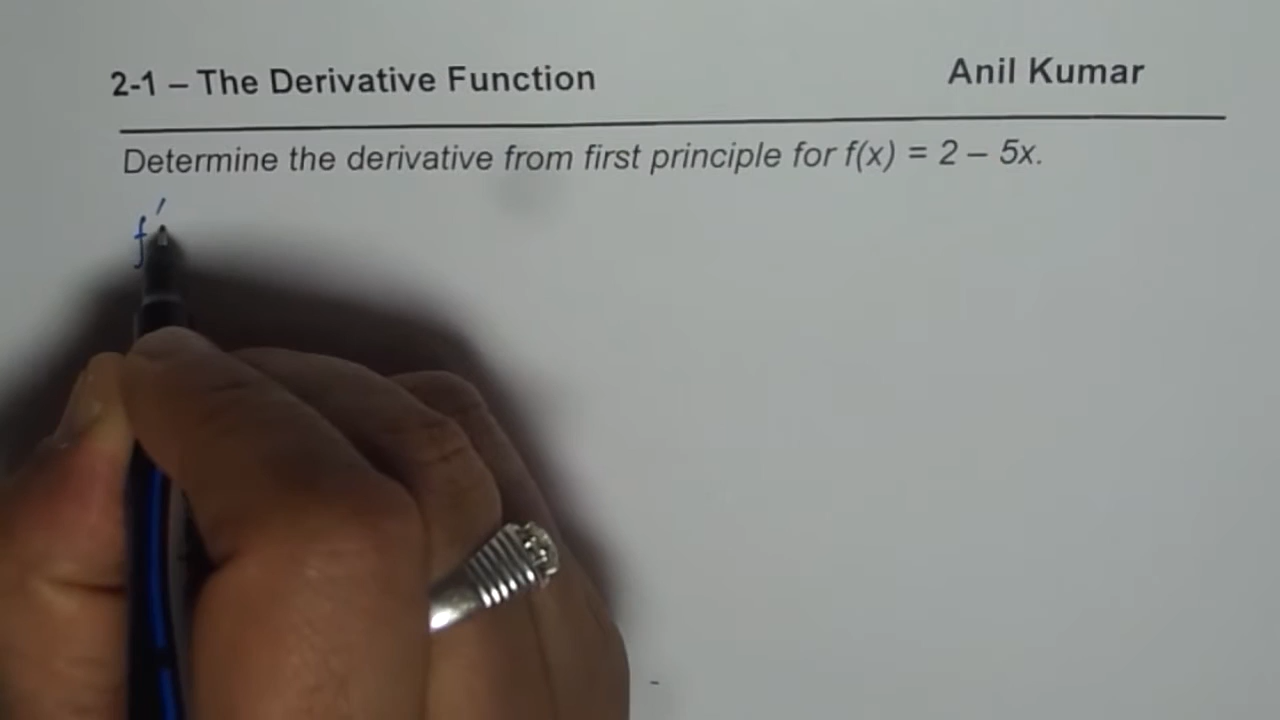 2-1 – The Derivative Function Anil Kumar
Determine the derivative from first principle for f(x) = 2 – 5x.
f'